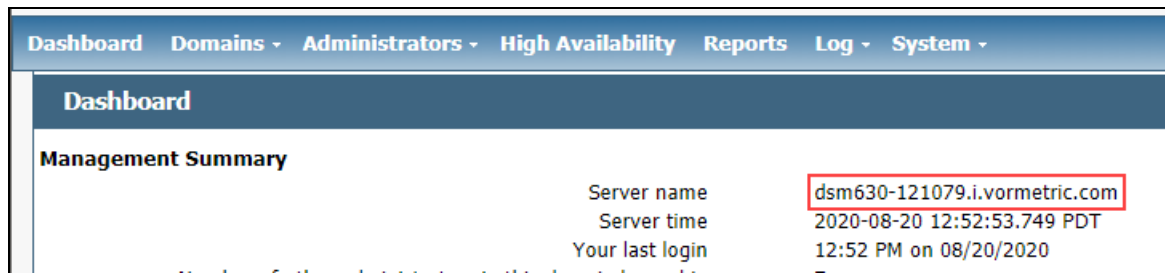 Dashboard Domains Administrators High Availability Reports Log System
Dashboard
Management Summary
Server name dsm630-121079.i.vormetric.com
Server time 2020-08-20 12:52:53.749 PDT
Your last login 12:52 PM on 08/20/2020